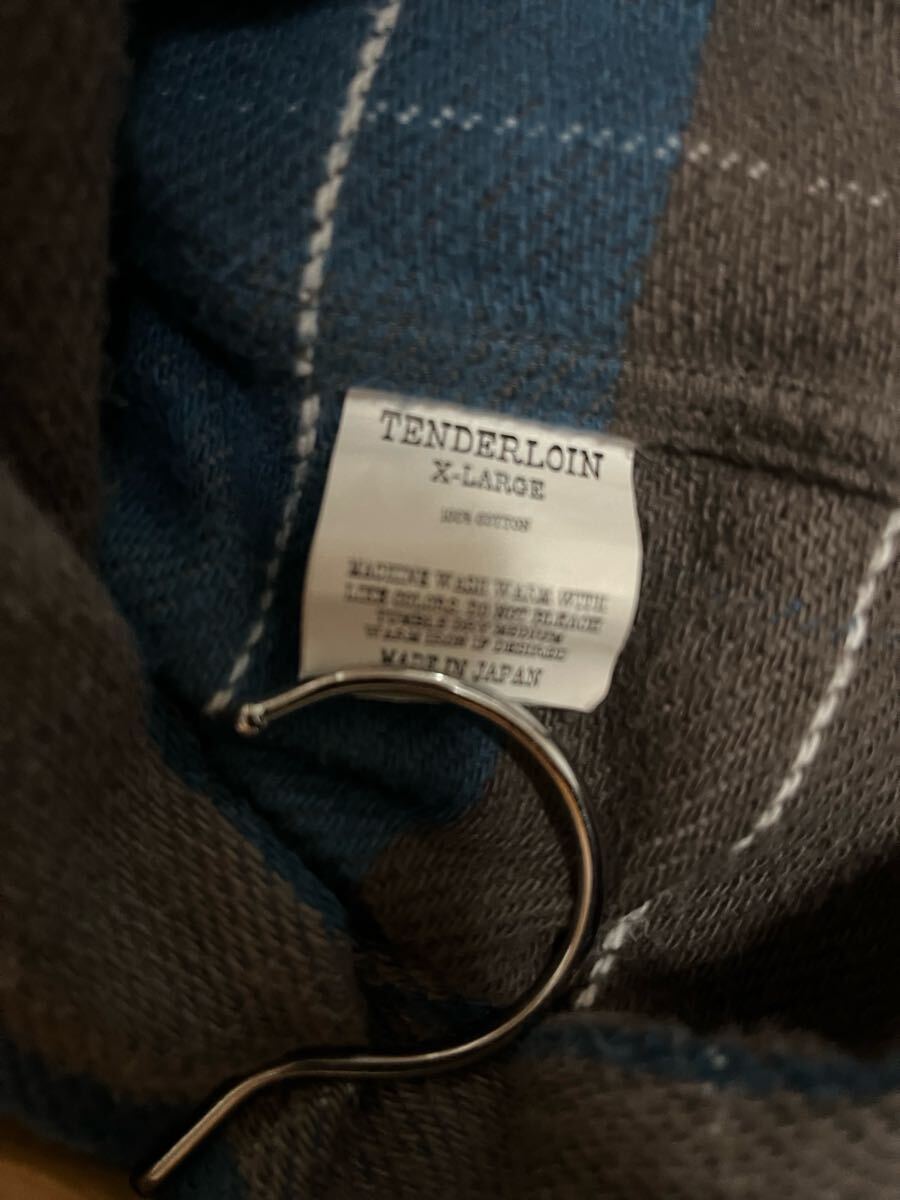 TENDERLOIN
X-LARGE
100% COTTON
MACHINE WASH WARM WITH
LIKE COLORS DO NOT BLEACH
TUMBLE DRY MEDIUM
WARM IRON IF DESIRED
MADE IN JAPAN